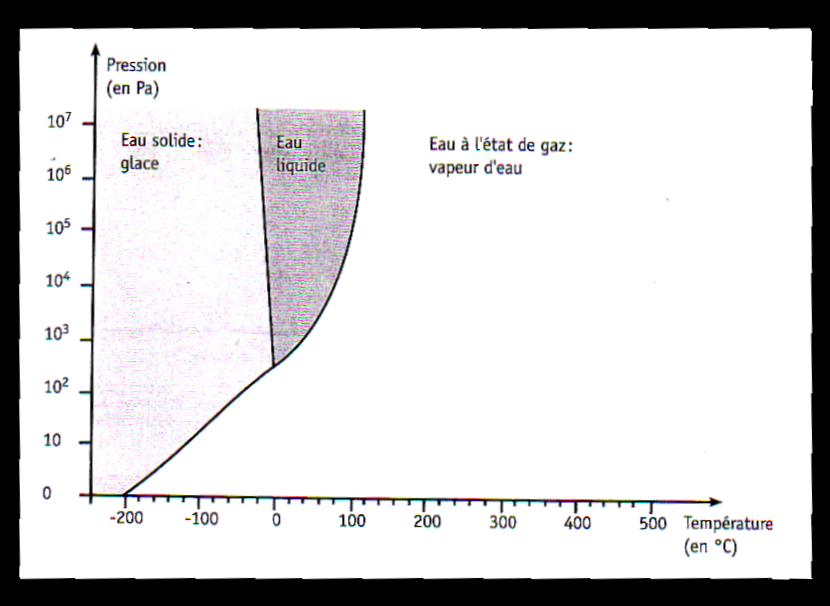 Pression
(en Pa)
10⁷
Eau solide:
glace
Eau
liquide
Eau à l'état de gaz:
vapeur d'eau
10⁶
10⁵
10⁴
10³
10²
10
0
-200 -100 0 100 200 300 400 500 Température
(en °C)